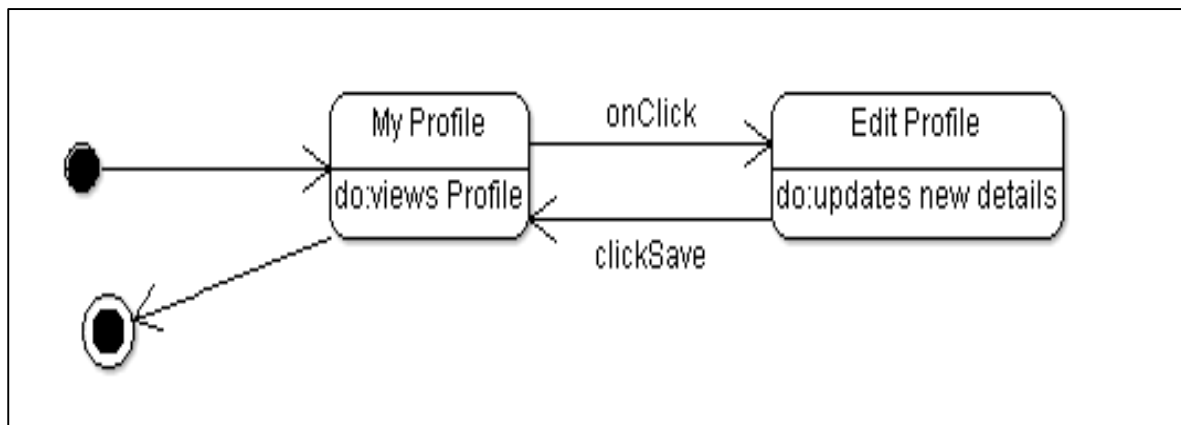 My Profile
do:views Profile
onClick
clickSave
Edit Profile
do:updates new details